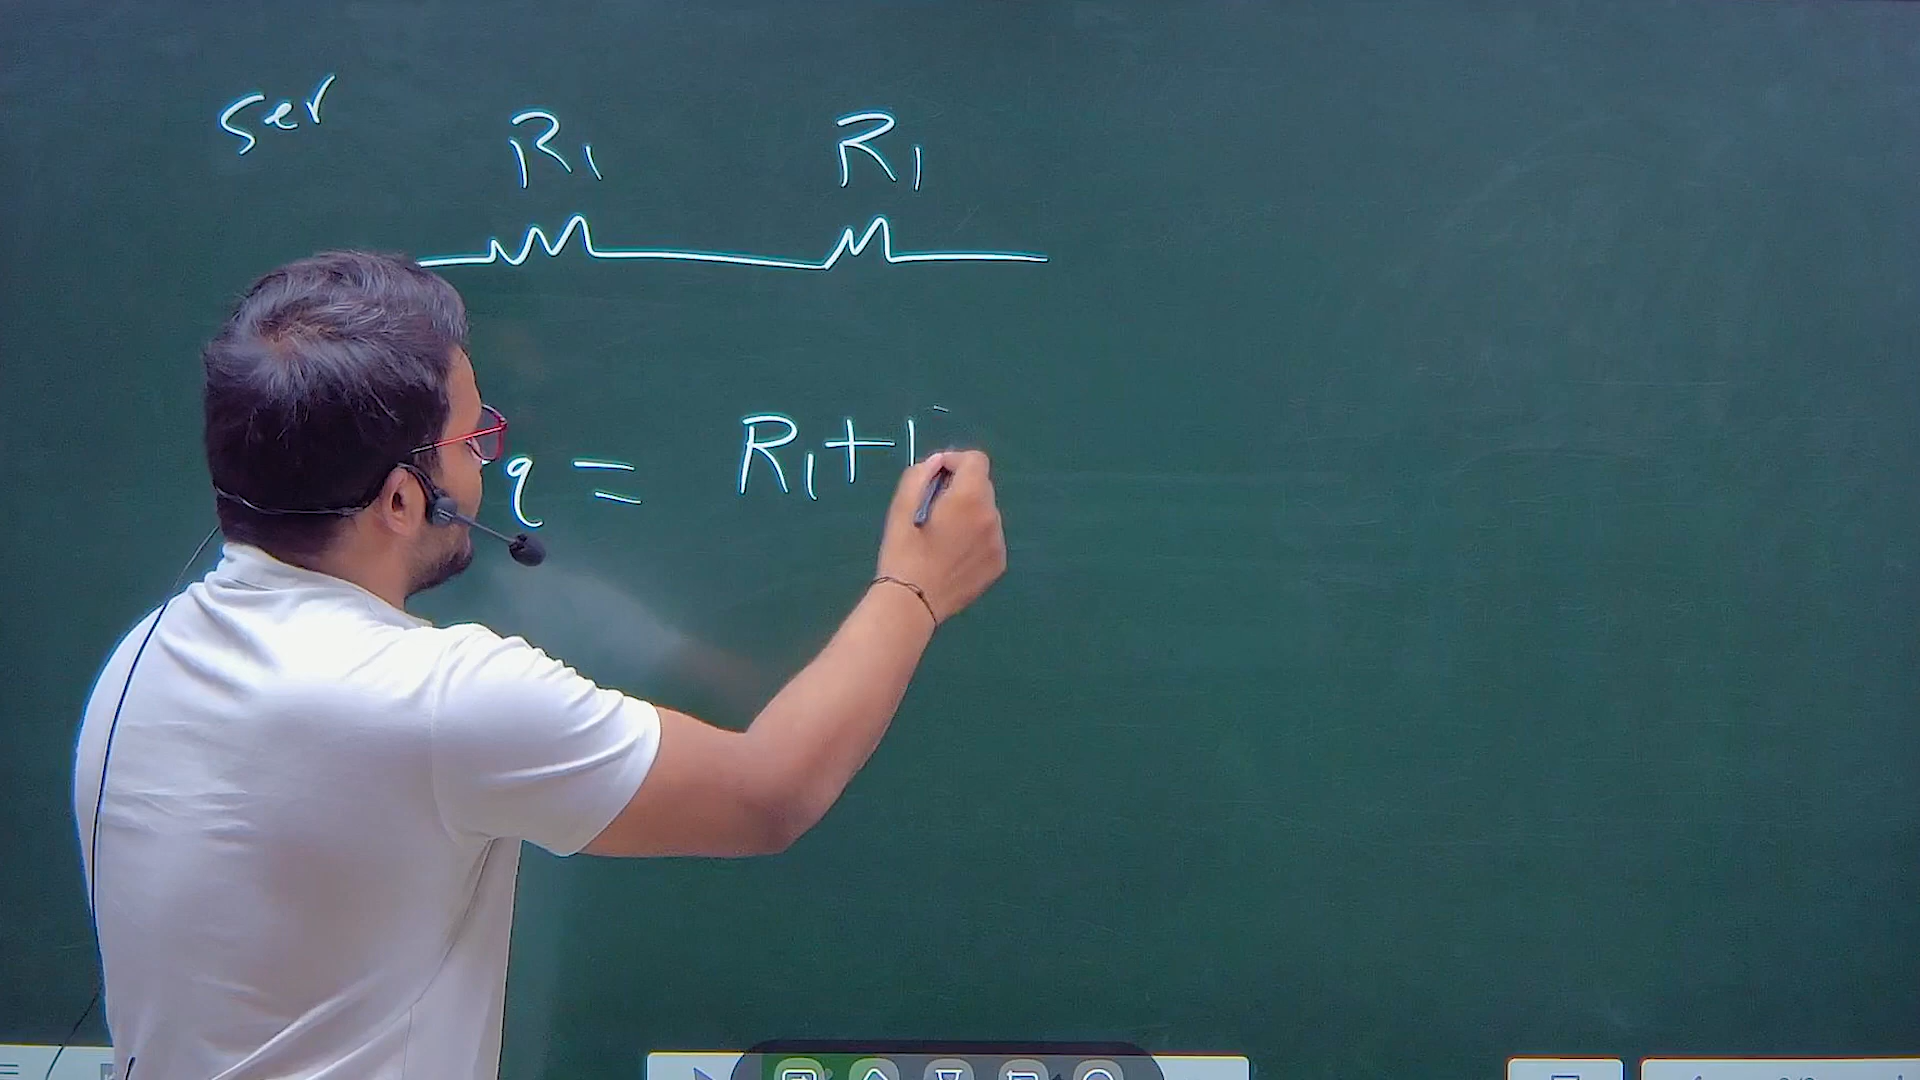 ser
R₁ R₁
q = R₁+